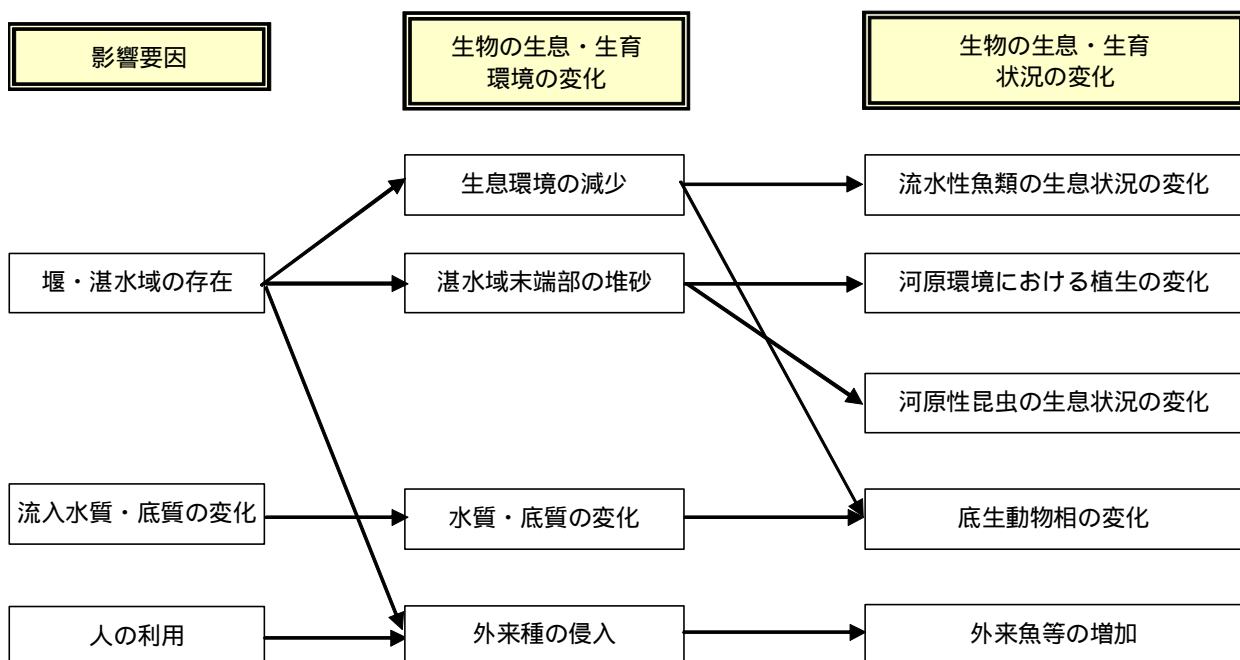 影響要因
生物の生息・生育
環境の変化
生物の生息・生育
状況の変化
生息環境の減少
流水性魚類の生息状況の変化
堰・湛水域の存在
湛水域末端部の堆砂
河原環境における植生の変化
河原性昆虫の生息状況の変化
流入水質・底質の変化
水質・底質の変化
底生動物相の変化
人の利用
外来種の侵入
外来魚等の増加